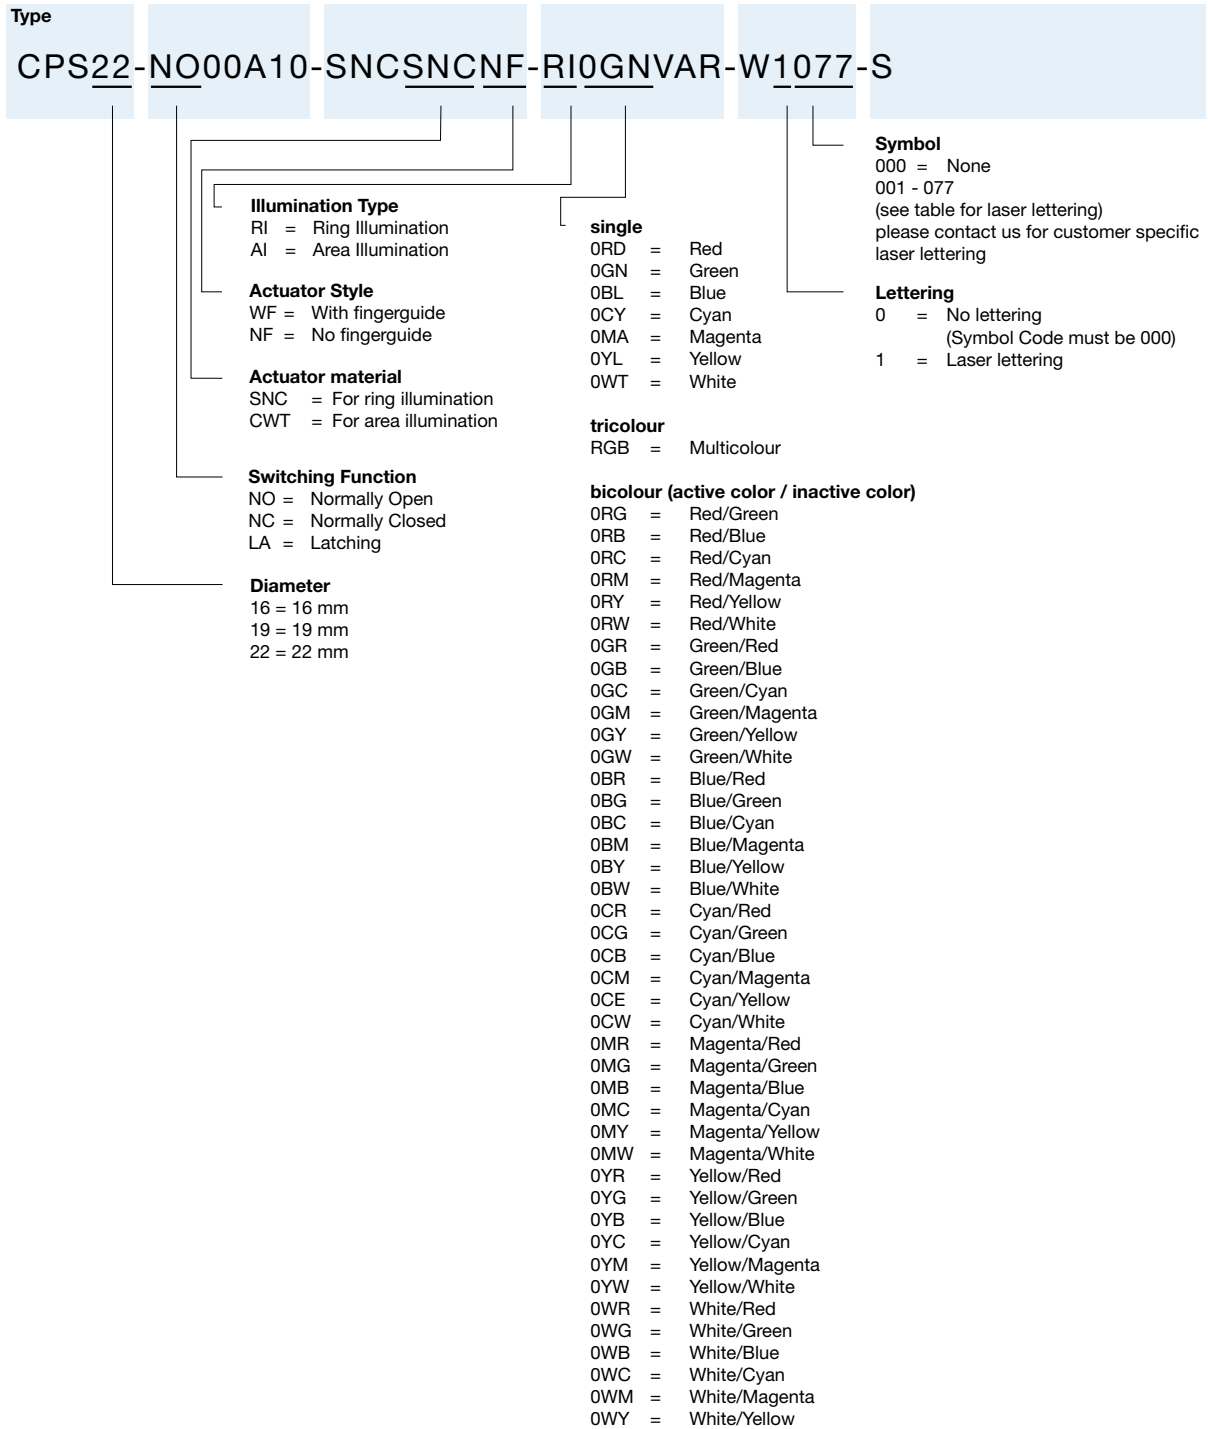 Type
CPS22-NO00A10-SNCSNCNF-RI0GNVAR-W1077-S
Symbol
000 = None
001 - 077
(see table for laser lettering)
please contact us for customer specific
laser lettering
Lettering
0 = No lettering
(Symbol Code must be 000)
1 = Laser lettering
Illumination Type
RI = Ring Illumination
AI = Area Illumination
Actuator Style
WF = With fingerguide
NF = No fingerguide
Actuator material
SNC = For ring illumination
CWT = For area illumination
Switching Function
NO = Normally Open
NC = Normally Closed
LA = Latching
Diameter
16 = 16 mm
19 = 19 mm
22 = 22 mm
single
0RD = Red
0GN = Green
0BL = Blue
0CY = Cyan
0MA = Magenta
0YL = Yellow
0WT = White
tricolour
RGB = Multicolour
bicolour (active color / inactive color)
0RG = Red/Green
0RB = Red/Blue
0RC = Red/Cyan
0RM = Red/Magenta
0RY = Red/Yellow
0RW = Red/White
0GR = Green/Red
0GB = Green/Blue
0GC = Green/Cyan
0GM = Green/Magenta
0GY = Green/Yellow
0GW = Green/White
0BR = Blue/Red
0BG = Blue/Green
0BC = Blue/Cyan
0BM = Blue/Magenta
0BY = Blue/Yellow
0BW = Blue/White
0CR = Cyan/Red
0CG = Cyan/Green
0CB = Cyan/Blue
0CM = Cyan/Magenta
0CE = Cyan/Yellow
0CW = Cyan/White
0MR = Magenta/Red
0MG = Magenta/Green
0MB = Magenta/Blue
0MC = Magenta/Cyan
0MY = Magenta/Yellow
0MW = Magenta/White
0YR = Yellow/Red
0YG = Yellow/Green
0YB = Yellow/Blue
0YC = Yellow/Cyan
0YM = Yellow/Magenta
0YW = Yellow/White
0WR = White/Red
0WG = White/Green
0WB = White/Blue
0WC = White/Cyan
0WM = White/Magenta
0WY = White/Yellow